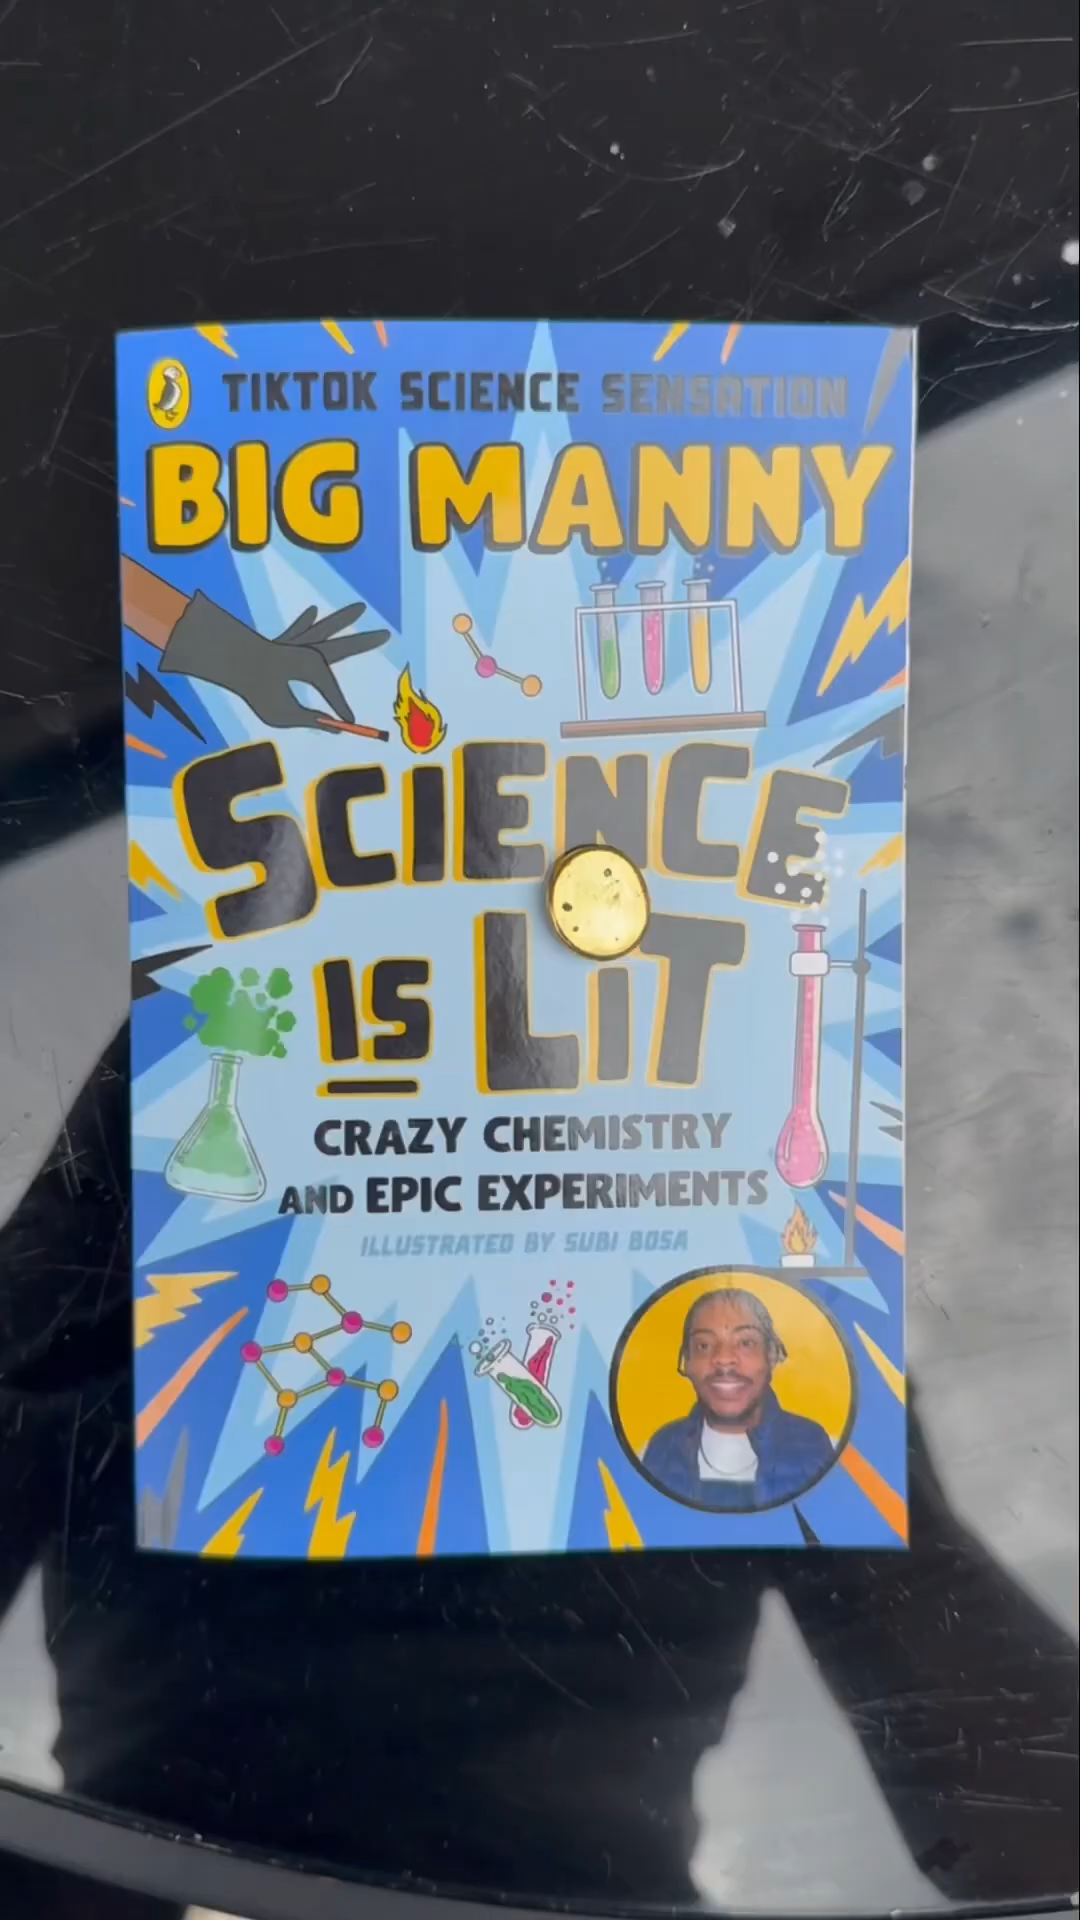 TIKTOK SCIENCE SENSATION
BIG MANNY
SCiENCE
IS LiT
CRAZY CHEMISTRY
AND EPIC EXPERIMENTS
ILLUSTRATED BY SUBI BOSA